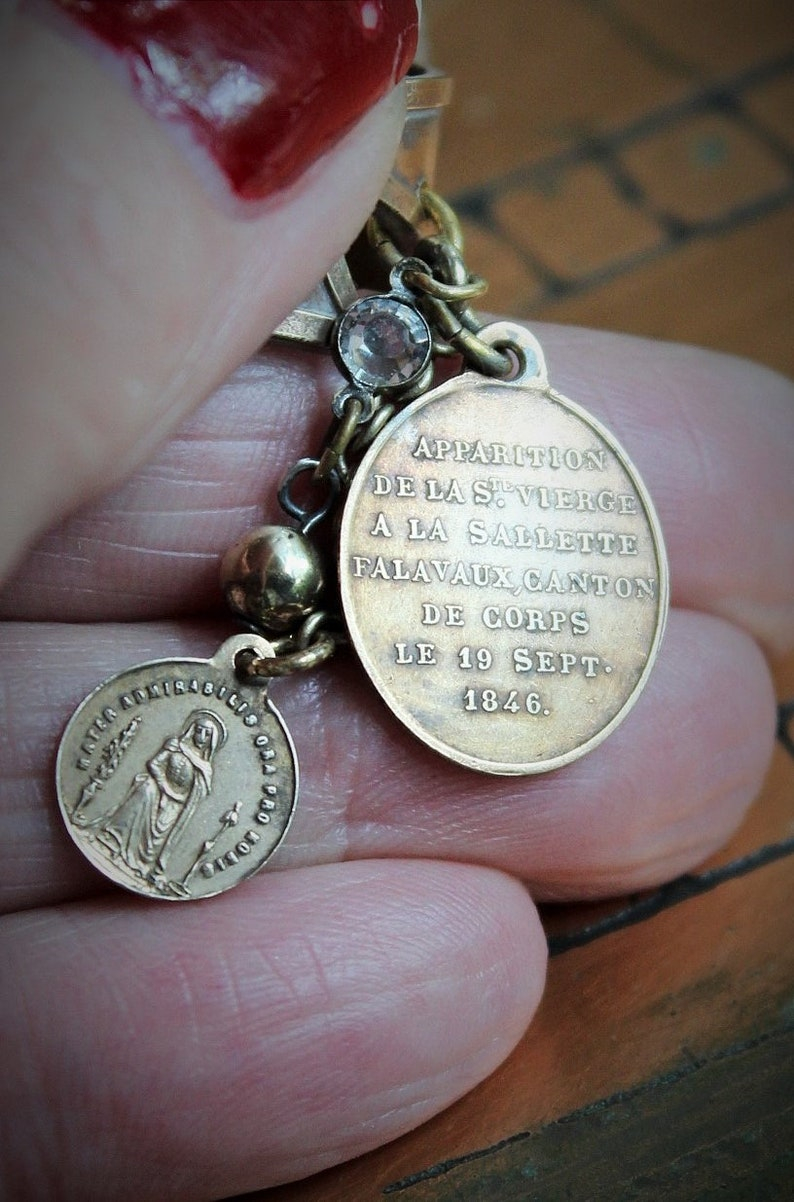 APPARITION
DE LA STE. VIERGE
A LA SALLETTE
FALAVAUX, CANTON
DE CORPS
LE 19 SEPT.
1846.
MATER ADMIRABILIS ORA PRO NOBIS